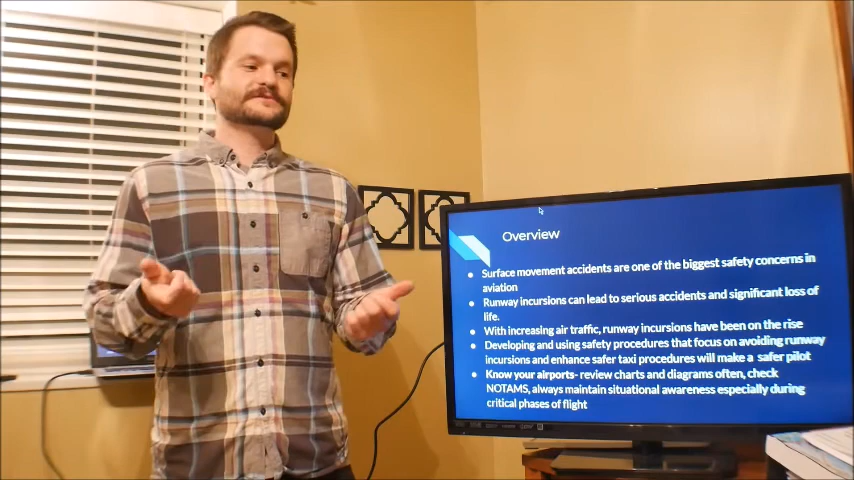 Overview
Surface movement accidents are one of the biggest safety concerns in
aviation
Runway incursions can lead to serious accidents and significant loss of
life.
With increasing air traffic, runway incursions have been on the rise
Developing and using safety procedures that focus on avoiding runway
incursions and enhance safer taxi procedures will make a safer pilot
Know your airports- review charts and diagrams often, check
NOTAMS, always maintain situational awareness especially during
critical phases of flight